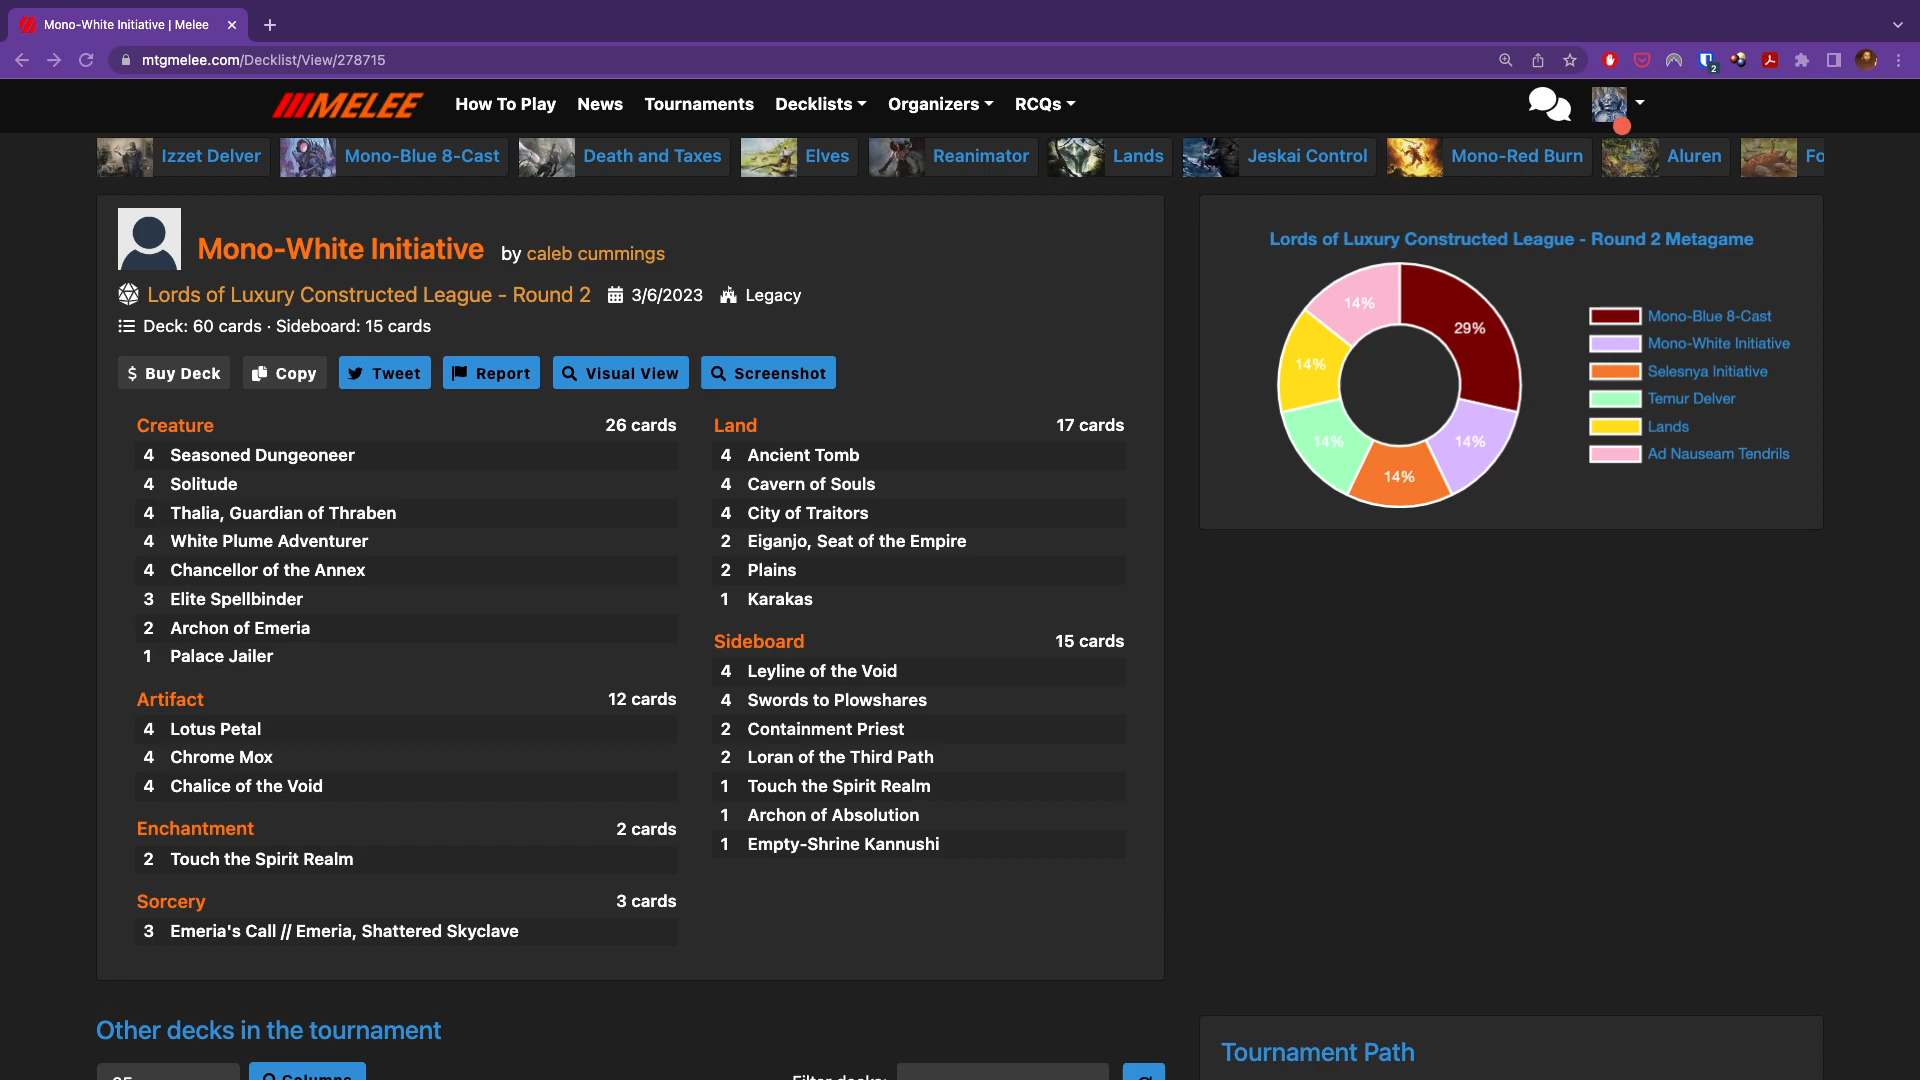 Mono-White Initiative | Melee
mtgmelee.com/Decklist/View/278715
2
MELEE
How To Play
News
Tournaments
Decklists
Organizers
RCQs
Izzet Delver
Mono-Blue 8-Cast
Death and Taxes
Elves
Reanimator
Lands
Jeskai Control
Mono-Red Burn
Aluren
Fo
Mono-White Initiative by caleb cummings
Lords of Luxury Constructed League - Round 2 3/6/2023 Legacy
Deck: 60 cards · Sideboard: 15 cards
$ Buy Deck
Copy
Tweet
Report
Visual View
Screenshot
Creature 26 cards
4 Seasoned Dungeoneer
4 Solitude
4 Thalia, Guardian of Thraben
4 White Plume Adventurer
4 Chancellor of the Annex
3 Elite Spellbinder
2 Archon of Emeria
1 Palace Jailer
Artifact 12 cards
4 Lotus Petal
4 Chrome Mox
4 Chalice of the Void
Enchantment 2 cards
2 Touch the Spirit Realm
Sorcery 3 cards
3 Emeria's Call // Emeria, Shattered Skyclave
Land 17 cards
4 Ancient Tomb
4 Cavern of Souls
4 City of Traitors
2 Eiganjo, Seat of the Empire
2 Plains
1 Karakas
Sideboard 15 cards
4 Leyline of the Void
4 Swords to Plowshares
2 Containment Priest
2 Loran of the Third Path
1 Touch the Spirit Realm
1 Archon of Absolution
1 Empty-Shrine Kannushi
Lords of Luxury Constructed League - Round 2 Metagame
14%
29%
14%
14%
14%
14%
Mono-Blue 8-Cast
Mono-White Initiative
Selesnya Initiative
Temur Delver
Lands
Ad Nauseam Tendrils
Other decks in the tournament
Columns
Filter decks:
Tournament Path